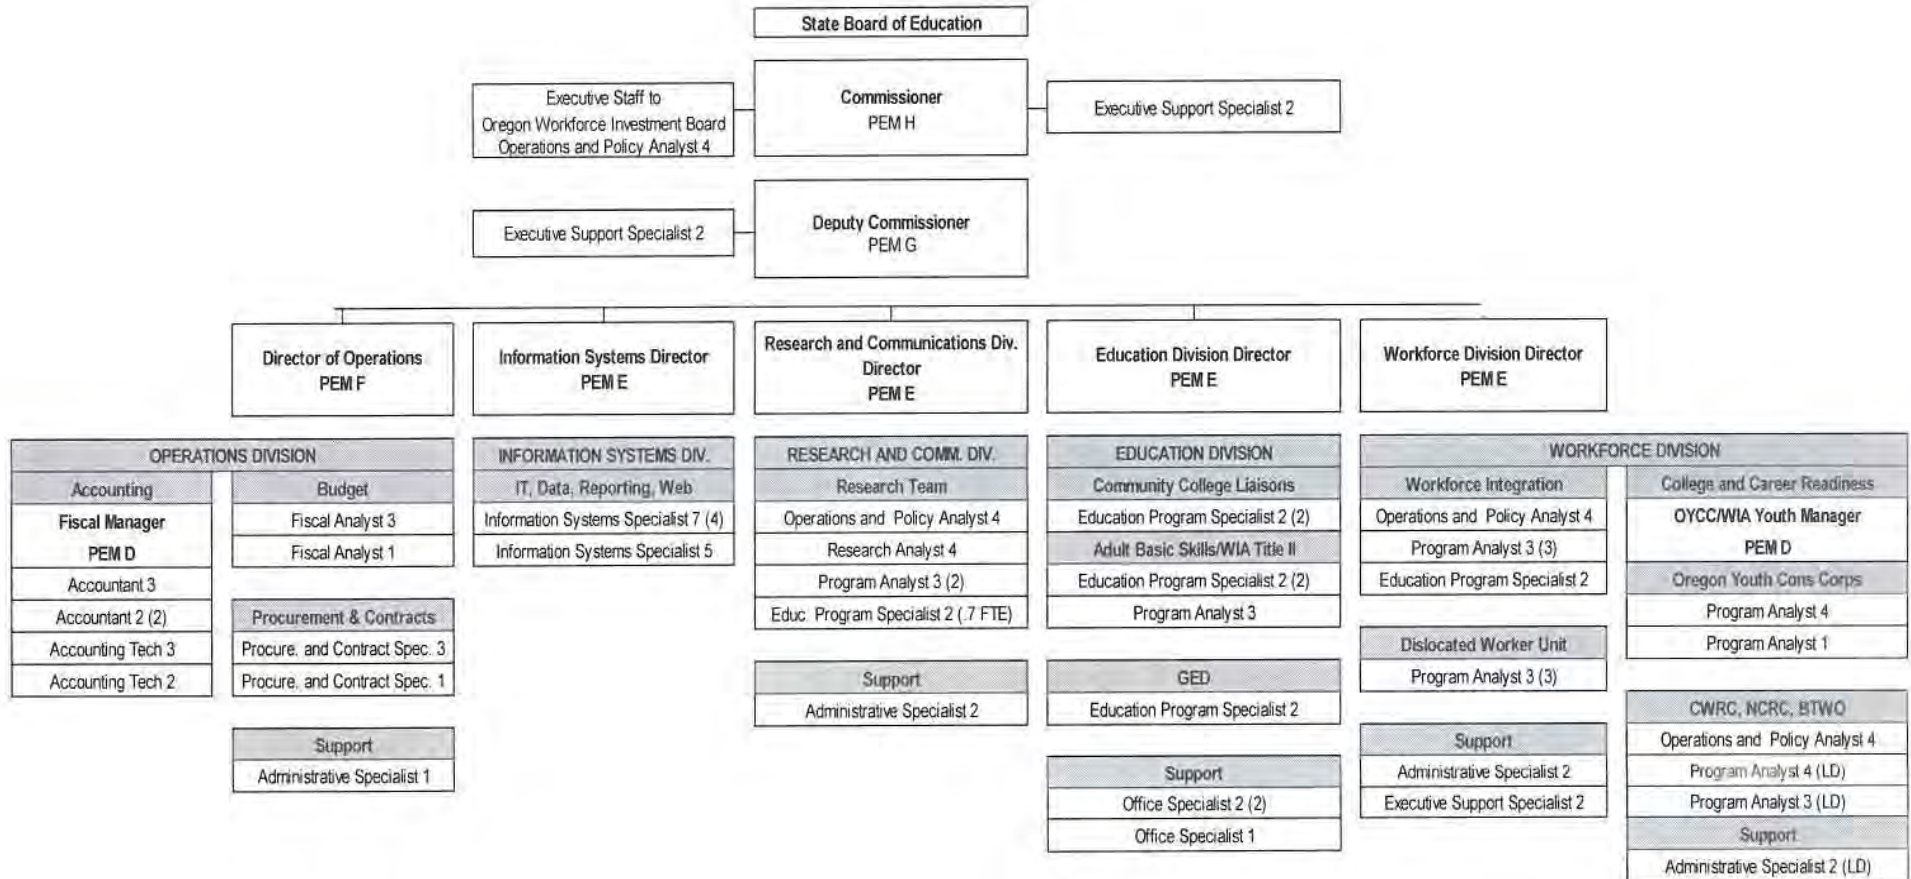 State Board of Education
Executive Staff to
Oregon Workforce Investment Board
Operations and Policy Analyst 4
Commissioner
PEM H
Executive Support Specialist 2
Executive Support Specialist 2
Deputy Commissioner
PEM G
Director of Operations
PEM F
Information Systems Director
PEM E
Research and Communications Div.
Director
PEM E
Education Division Director
PEM E
Workforce Division Director
PEM E
OPERATIONS DIVISION
Accounting
Fiscal Manager
PEM D
Accountant 3
Accountant 2 (2)
Accounting Tech 3
Accounting Tech 2
Budget
Fiscal Analyst 3
Fiscal Analyst 1
Procurement & Contracts
Procure. and Contract Spec. 3
Procure. and Contract Spec. 1
Support
Administrative Specialist 1
INFORMATION SYSTEMS DIV.
IT, Data, Reporting, Web
Information Systems Specialist 7 (4)
Information Systems Specialist 5
RESEARCH AND COMM. DIV.
Research Team
Operations and Policy Analyst 4
Research Analyst 4
Program Analyst 3 (2)
Educ. Program Specialist 2 (.7 FTE)
Support
Administrative Specialist 2
EDUCATION DIVISION
Community College Liaisons
Education Program Specialist 2 (2)
Adult Basic Skills/WIA Title II
Education Program Specialist 2 (2)
Program Analyst 3
GED
Education Program Specialist 2
Support
Office Specialist 2 (2)
Office Specialist 1
WORKFORCE DIVISION
Workforce Integration
Operations and Policy Analyst 4
Program Analyst 3 (3)
Education Program Specialist 2
Dislocated Worker Unit
Program Analyst 3 (3)
Support
Administrative Specialist 2
Executive Support Specialist 2
College and Career Readiness
OYCC/WIA Youth Manager
PEM D
Oregon Youth Cons Corps
Program Analyst 4
Program Analyst 1
CWRC, NCRC, BTWO
Operations and Policy Analyst 4
Program Analyst 4 (LD)
Program Analyst 3 (LD)
Support
Administrative Specialist 2 (LD)